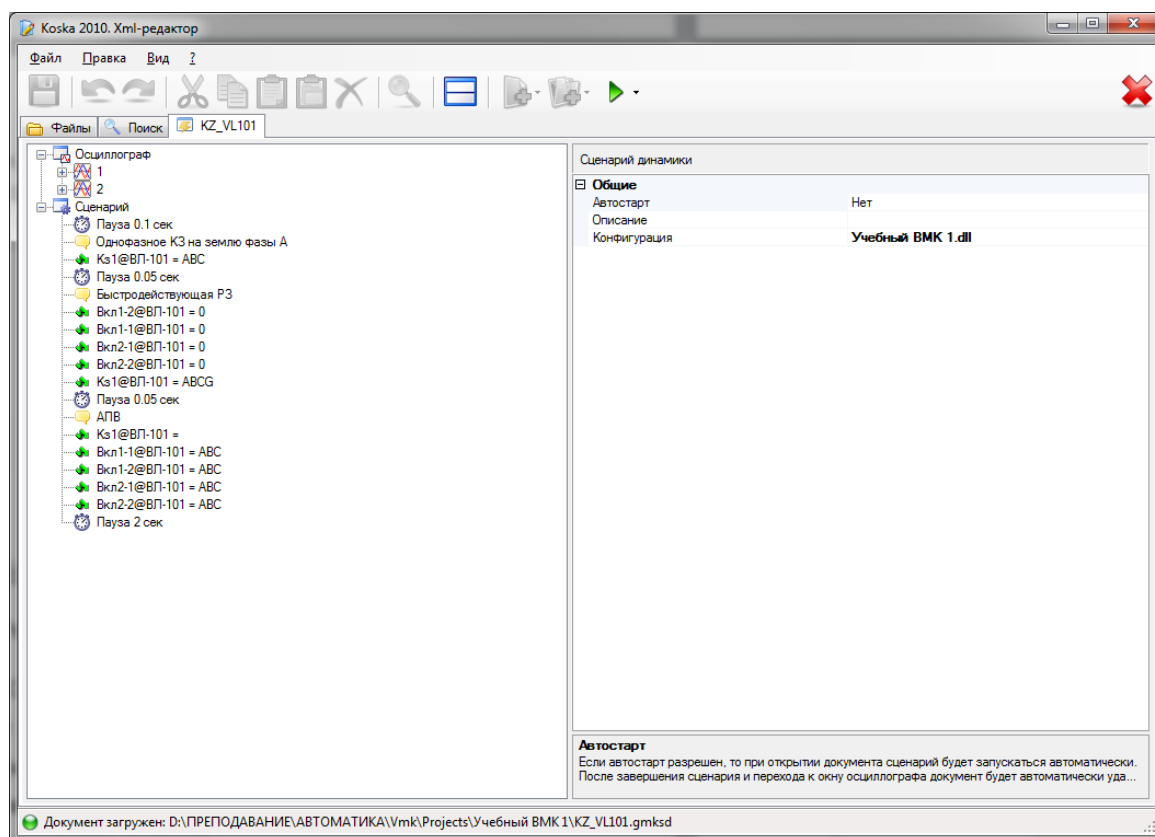 Koska 2010. Xml-редактор
Файл Правка Вид ?
Файлы Поиск KZ_VL101
Осциллограф
1
2
Сценарий
Пауза 0.1 сек
Однофазное КЗ на землю фазы А
Кз1@ВЛ-101 = ABC
Пауза 0.05 сек
Быстродействующая РЗ
Вкл1-2@ВЛ-101 = 0
Вкл1-1@ВЛ-101 = 0
Вкл2-1@ВЛ-101 = 0
Вкл2-2@ВЛ-101 = 0
Кз1@ВЛ-101 = ABCG
Пауза 0.05 сек
АПВ
Кз1@ВЛ-101 =
Вкл1-1@ВЛ-101 = ABC
Вкл1-2@ВЛ-101 = ABC
Вкл2-1@ВЛ-101 = ABC
Вкл2-2@ВЛ-101 = ABC
Пауза 2 сек
Сценарий динамики
Общие
Автостарт Нет
Описание
Конфигурация Учебный ВМК 1.dll
Автостарт
Если автостарт разрешен, то при открытии документа сценарий будет запускаться автоматически.
После завершения сценария и перехода к окну осциллографа документ будет автоматически уда...
Документ загружен: D:\ПРЕПОДАВАНИЕ\АВТОМАТИКА\Vmk\Projects\Учебный ВМК 1\KZ_VL101.gmksd